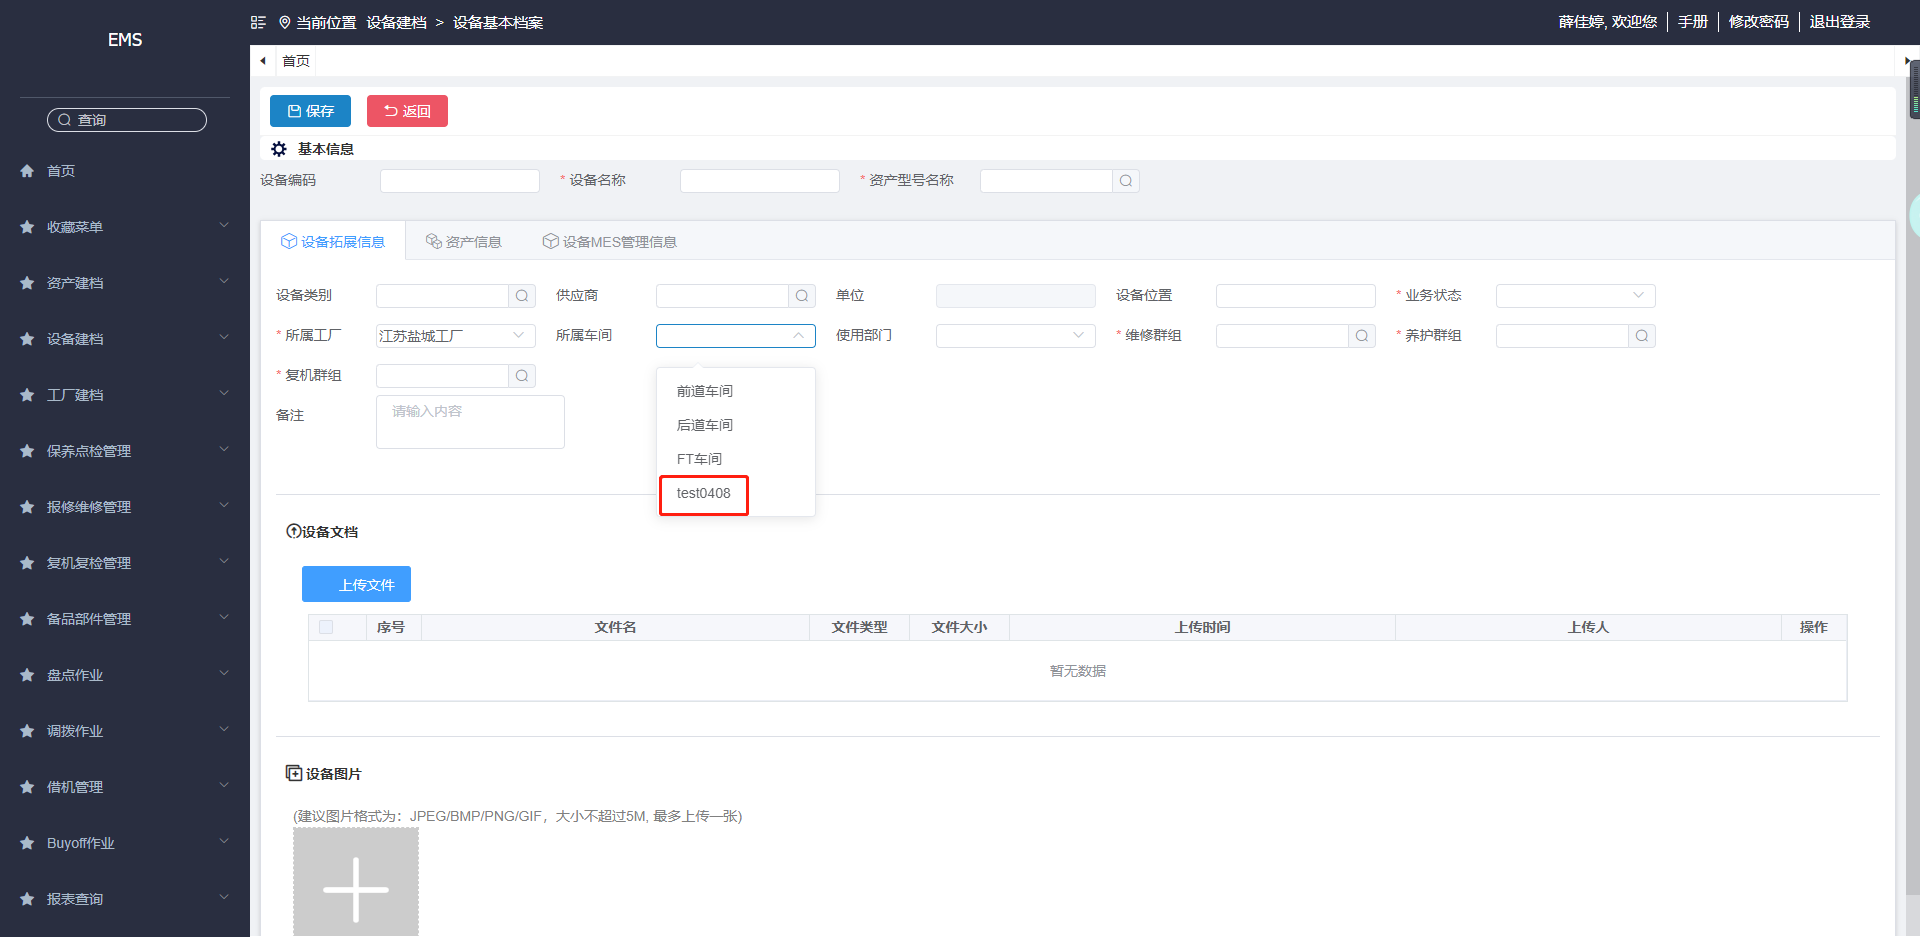 EMS
当前位置 设备建档 > 设备基本档案
薛佳婷, 欢迎您 手册 修改密码 退出登录
首页
查询
首页
收藏菜单
资产建档
设备建档
工厂建档
保养点检管理
报修维修管理
复机复检管理
备品部件管理
盘点作业
调拨作业
借机管理
Buyoff作业
报表查询
保存 返回
基本信息
设备编码 * 设备名称 * 资产型号名称
设备拓展信息 资产信息 设备MES管理信息
设备类别 供应商 单位 设备位置 * 业务状态
* 所属工厂 江苏盐城工厂 所属车间 使用部门 * 维修群组 * 养护群组
* 复机群组
备注 请输入内容
前道车间
后道车间
FT车间
test0408
设备文档
上传文件
序号 文件名 文件类型 文件大小 上传时间 上传人 操作
暂无数据
设备图片
(建议图片格式为：JPEG/BMP/PNG/GIF，大小不超过5M, 最多上传一张)